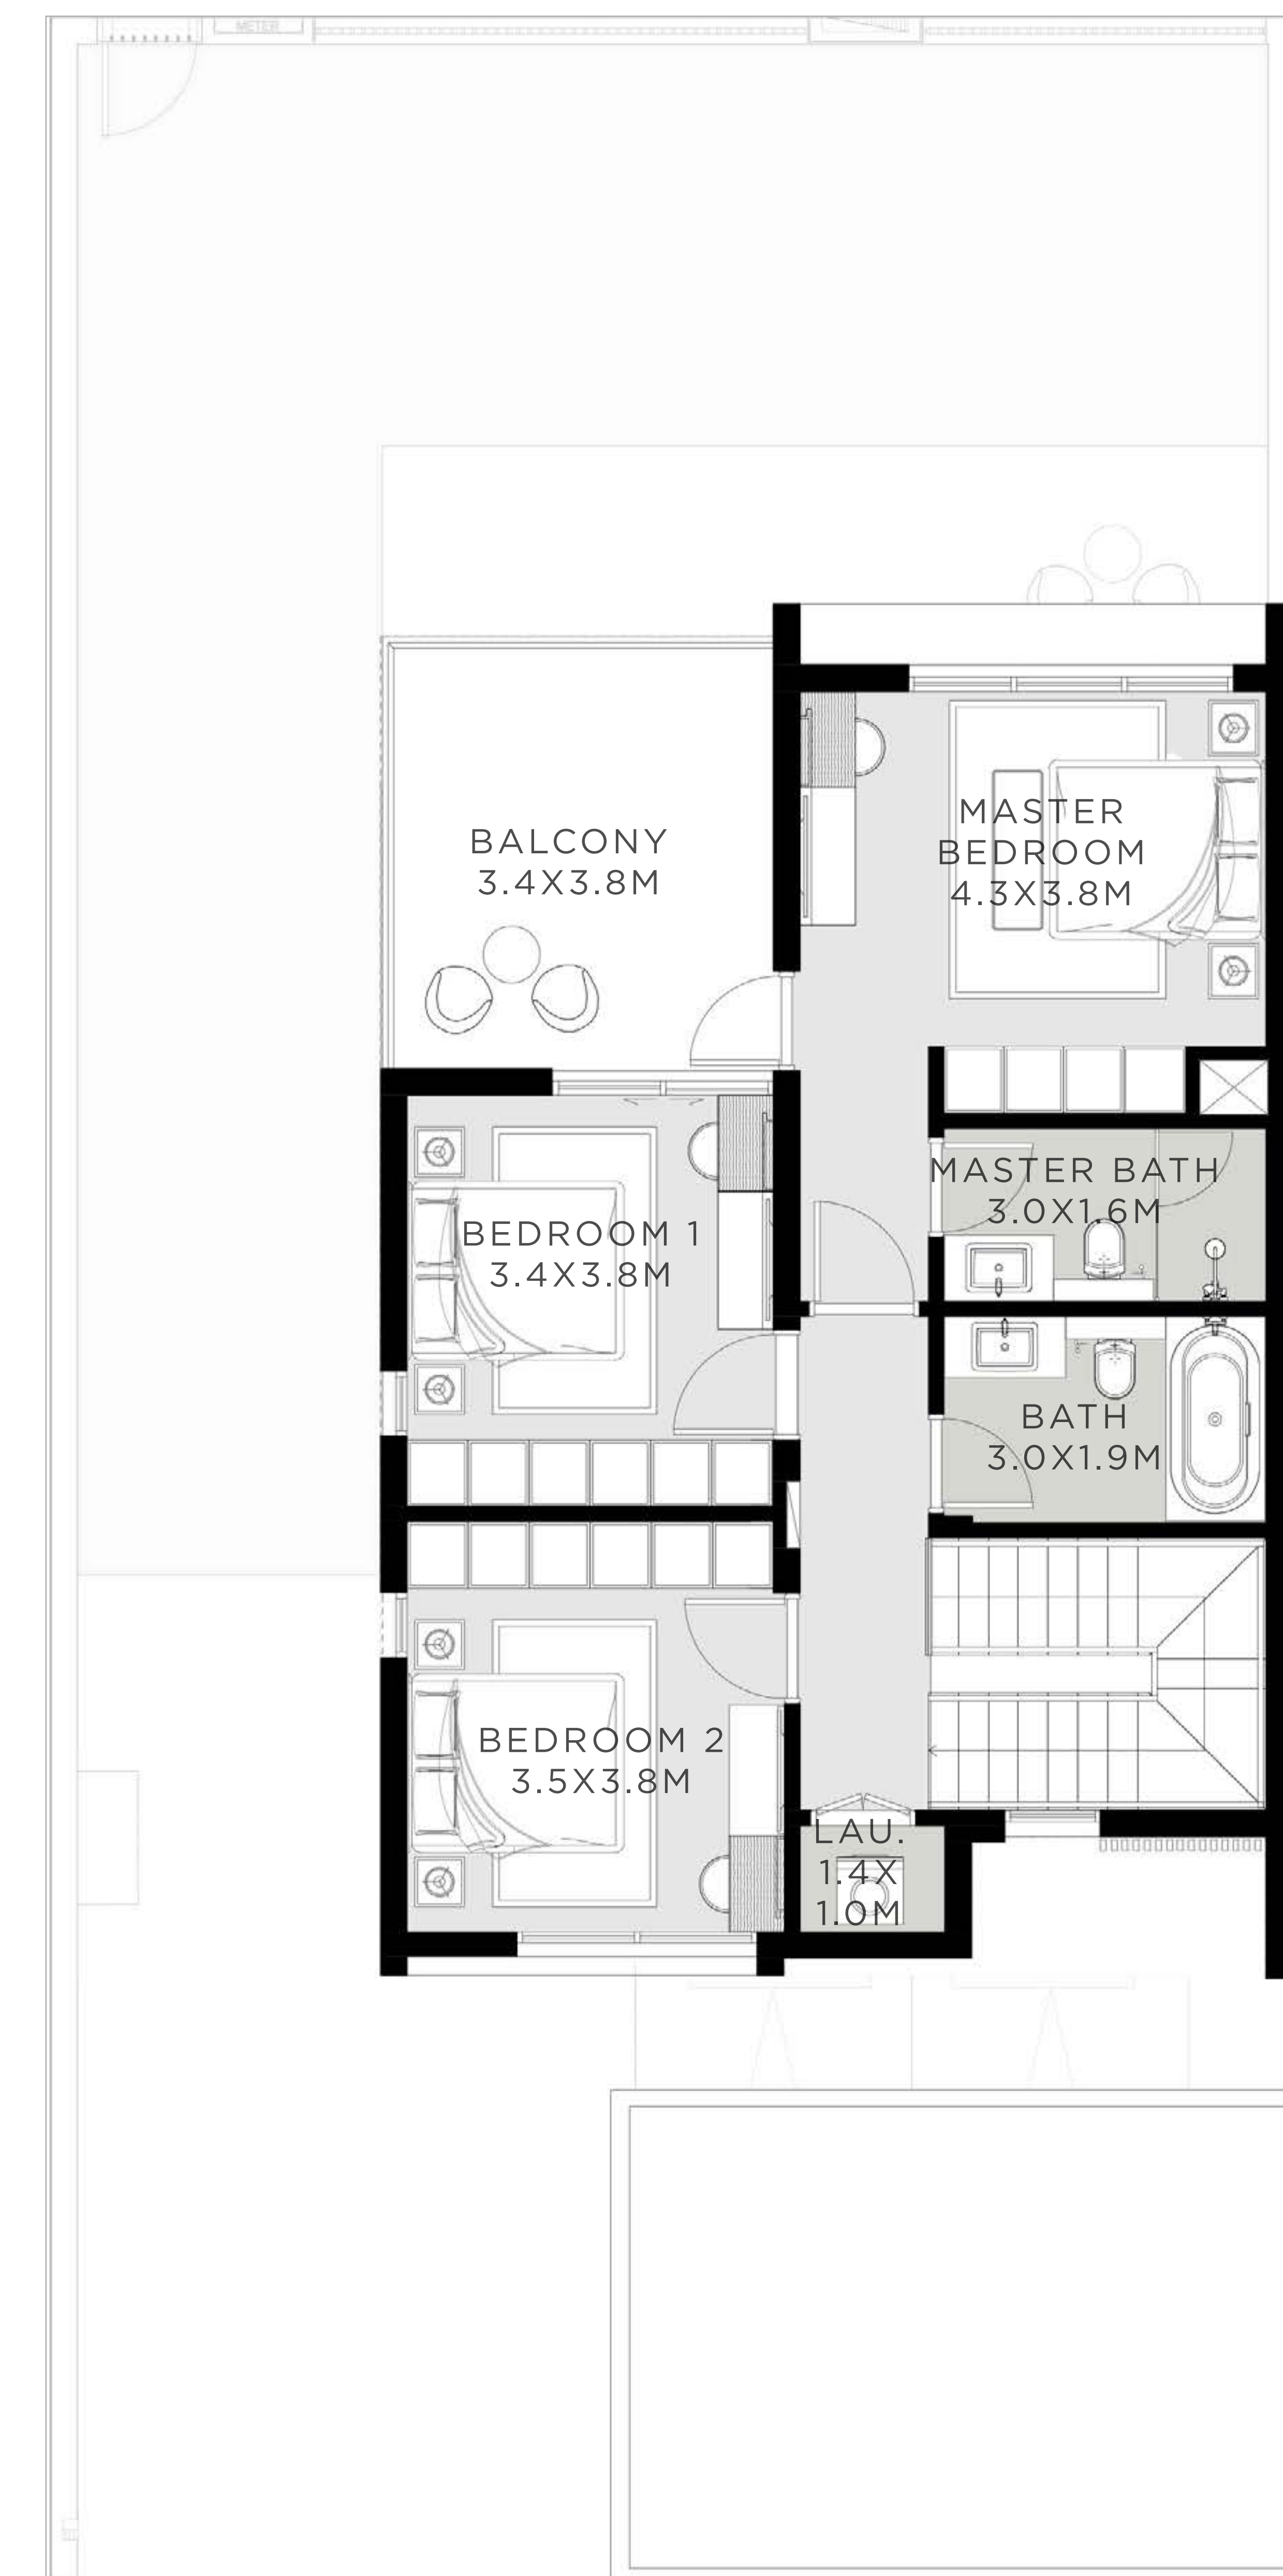 METER
BALCONY
3.4X3.8M
MASTER
BEDROOM
4.3X3.8M
MASTER BATH
3.0X1.6M
BEDROOM 1
3.4X3.8M
BATH
3.0X1.9M
BEDROOM 2
3.5X3.8M
LAU.
1.4X
1.0M